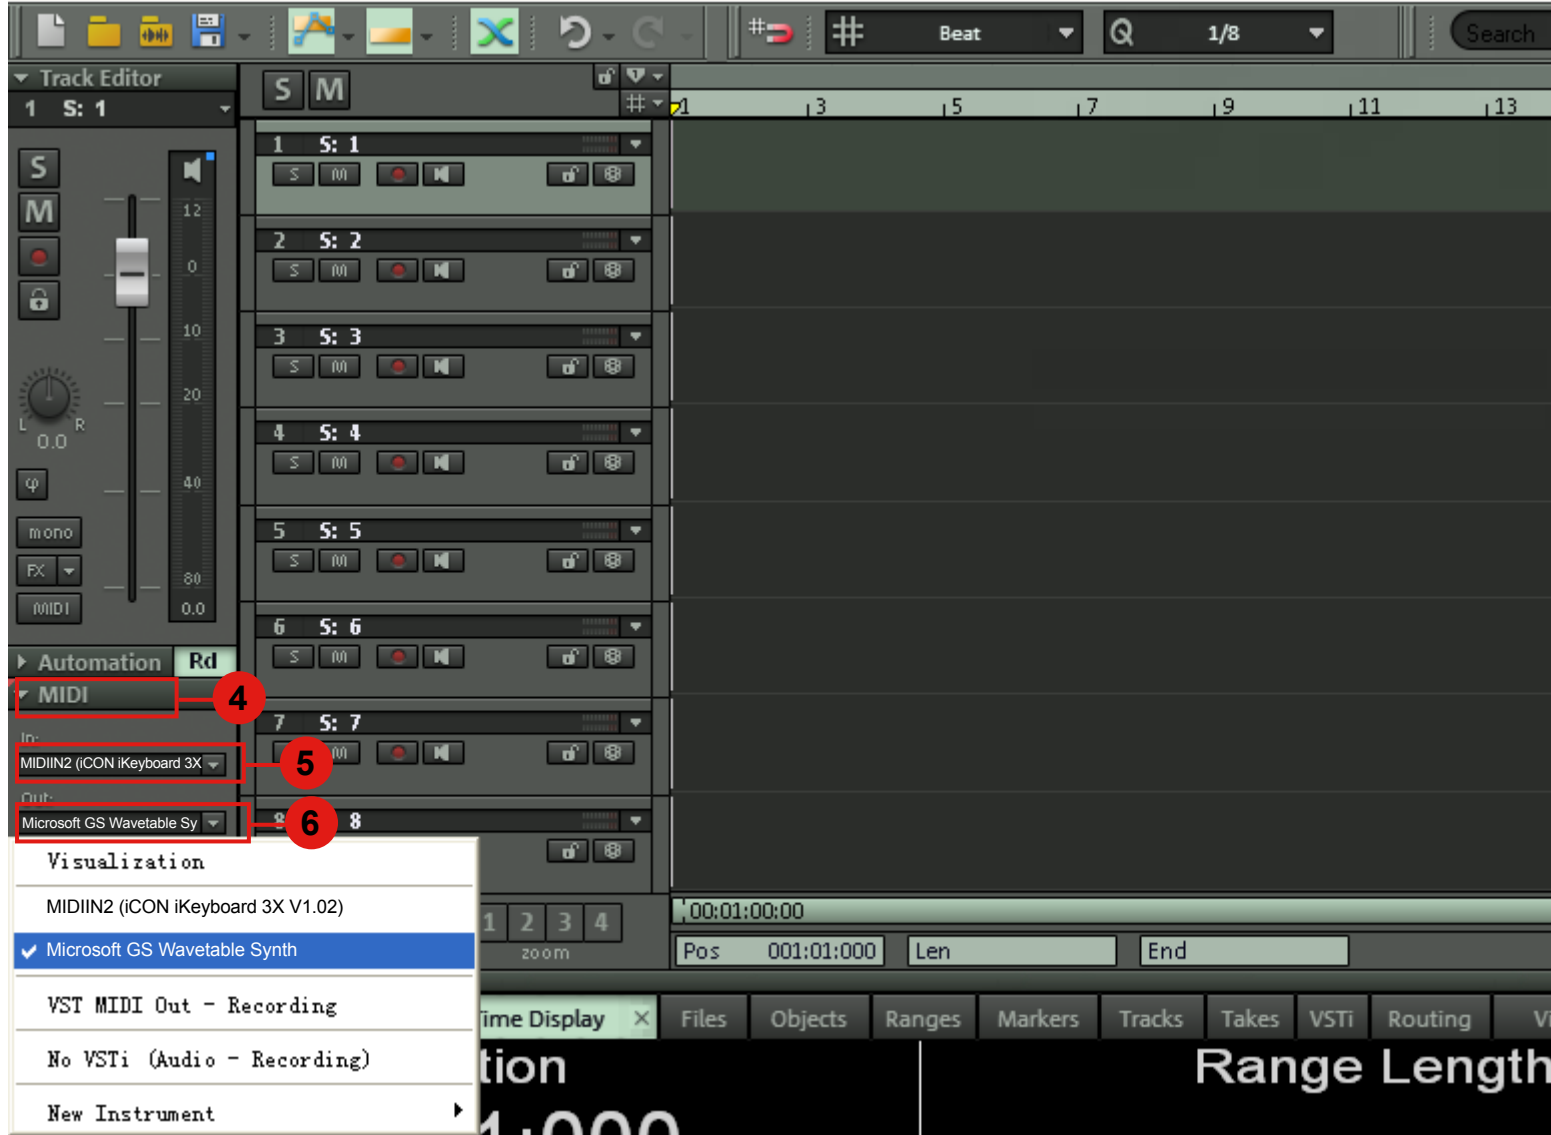 Beat
Q 1/8
Search
Track Editor
1 S: 1
S M
1 3 5 7 9 11 13
S
M
12
0
10
20
40
80
0.0
L R
0.0
φ
mono
FX
MIDI
1 S: 1
S M
2 S: 2
S M
3 S: 3
S M
4 S: 4
S M
5 S: 5
S M
6 S: 6
S M
7 S: 7
M
8 8
Automation Rd
MIDI
4
In:
MIDIIN2 (iCON iKeyboard 3X
5
Out:
Microsoft GS Wavetable Sy
6
Visualization
MIDIIN2 (iCON iKeyboard 3X V1.02)
Microsoft GS Wavetable Synth
VST MIDI Out - Recording
No VSTi (Audio - Recording)
New Instrument
1 2 3 4
zoom
00:01:00:00
Pos 001:01:000 Len End
ime Display Files Objects Ranges Markers Tracks Takes VSTi Routing Vi
tion
Range Length
1:000